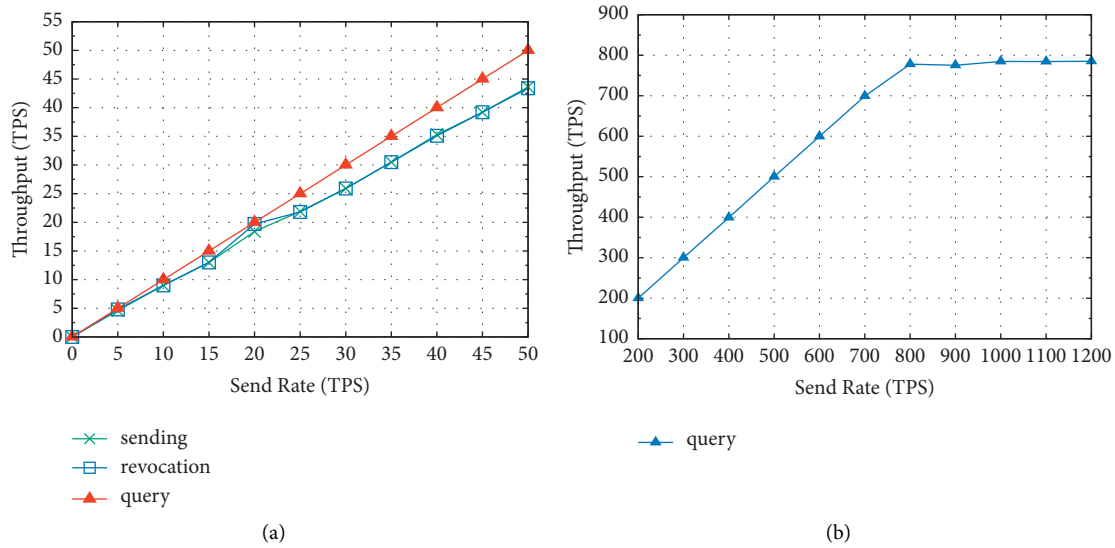 Throughput (TPS)
55
50
45
40
35
30
25
20
15
10
5
0
0 5 10 15 20 25 30 35 40 45 50
Send Rate (TPS)
sending
revocation
query
(a)
Throughput (TPS)
900
800
700
600
500
400
300
200
100
200 300 400 500 600 700 800 900 1000 1100 1200
Send Rate (TPS)
query
(b)